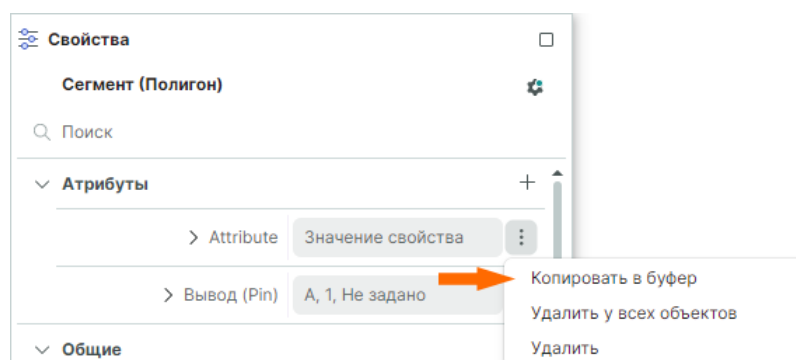 Свойства
Сегмент (Полигон)
Поиск
Атрибуты
Attribute Значение свойства
Копировать в буфер
Вывод (Pin) A, 1, Не задано
Удалить у всех объектов
Общие
Удалить